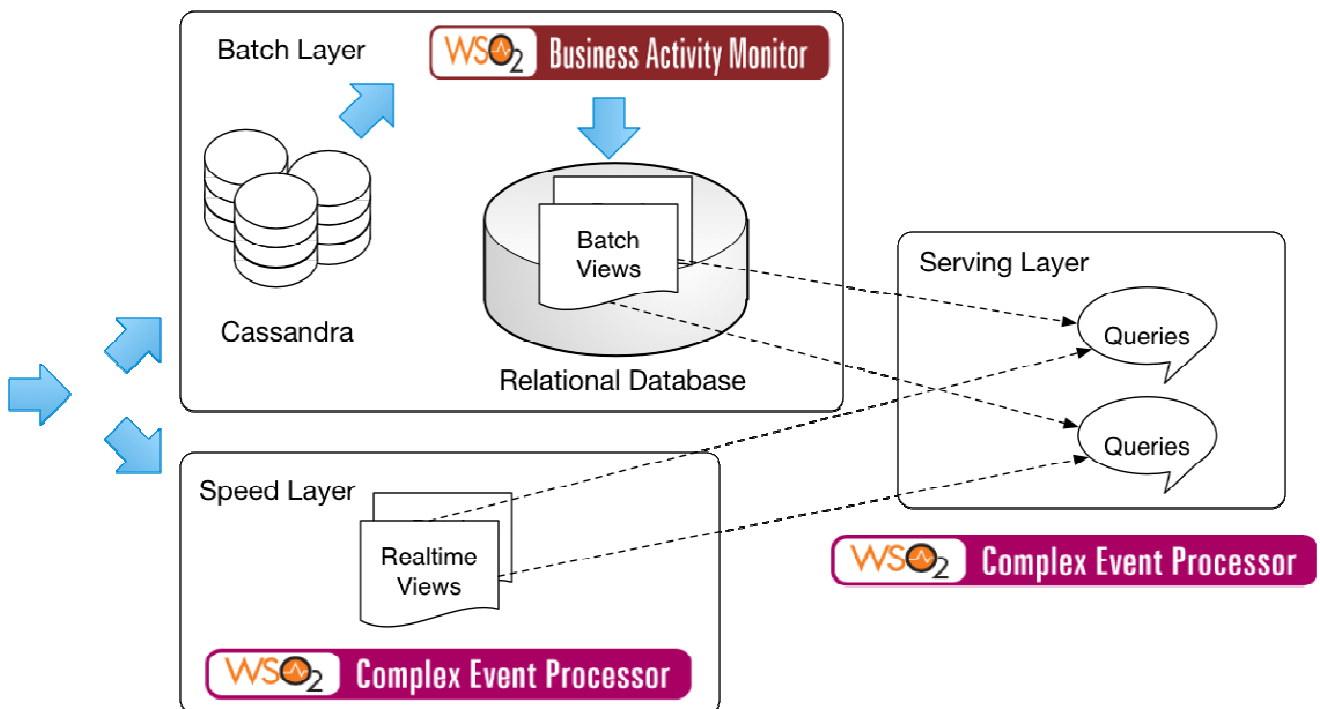 Batch Layer
WSO2 Business Activity Monitor
Batch
Views
Cassandra
Relational Database
Serving Layer
Queries
Queries
Speed Layer
Realtime
Views
WSO2 Complex Event Processor
WSO2 Complex Event Processor